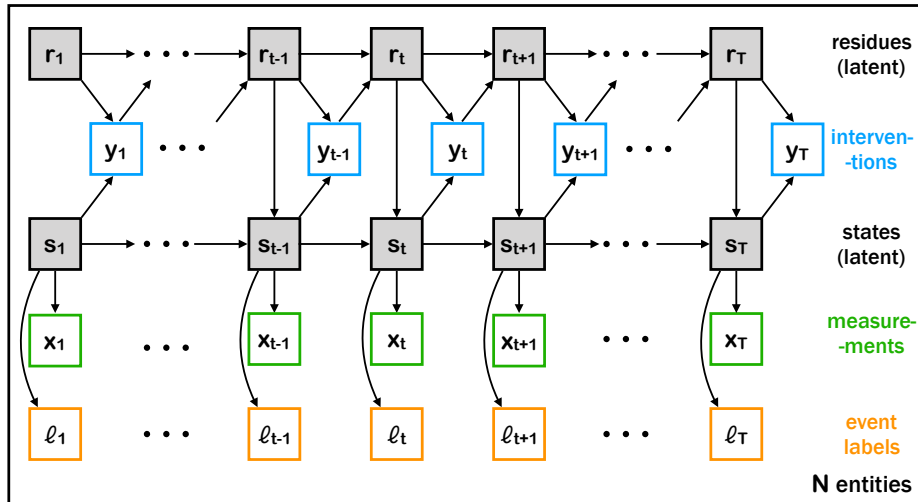 r1 • • • rt-1 rt rt+1 • • • rT residues
(latent)
y1 • • • yt-1 yt yt+1 • • • yT interven-
-tions
s1 • • • st-1 st st+1 • • • sT states
(latent)
x1 • • • xt-1 xt xt+1 • • • xT measure-
-ments
ℓ1 • • • ℓt-1 ℓt ℓt+1 • • • ℓT event
labels
N entities